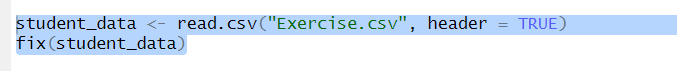 student_data <- read.csv("Exercise.csv", header = TRUE)
fix(student_data)